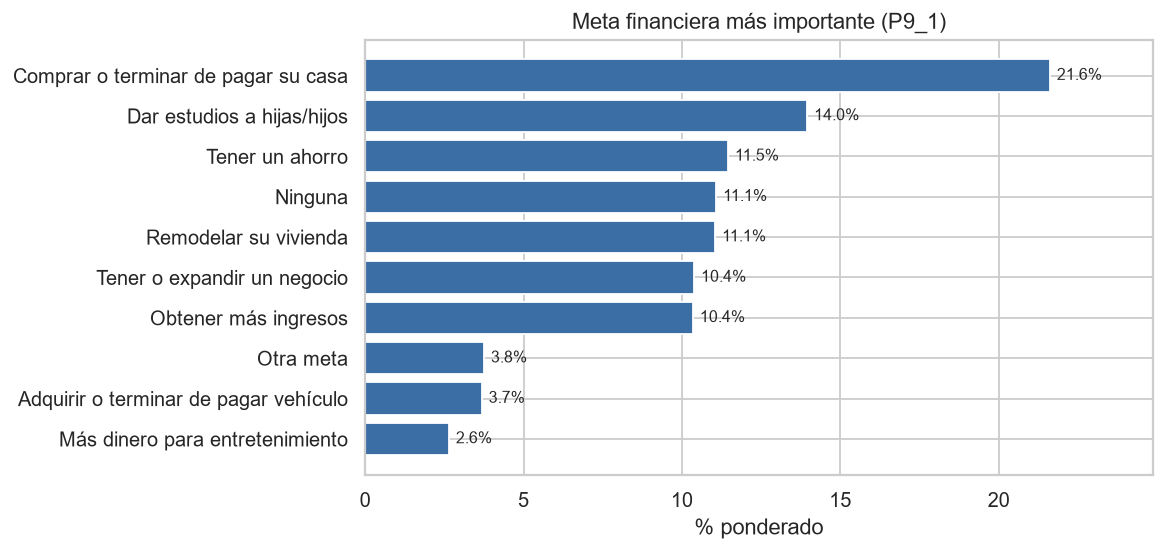 Meta financiera más importante (P9_1)
Comprar o terminar de pagar su casa 21.6%
Dar estudios a hijas/hijos 14.0%
Tener un ahorro 11.5%
Ninguna 11.1%
Remodelar su vivienda 11.1%
Tener o expandir un negocio 10.4%
Obtener más ingresos 10.4%
Otra meta 3.8%
Adquirir o terminar de pagar vehículo 3.7%
Más dinero para entretenimiento 2.6%
0 5 10 15 20
% ponderado